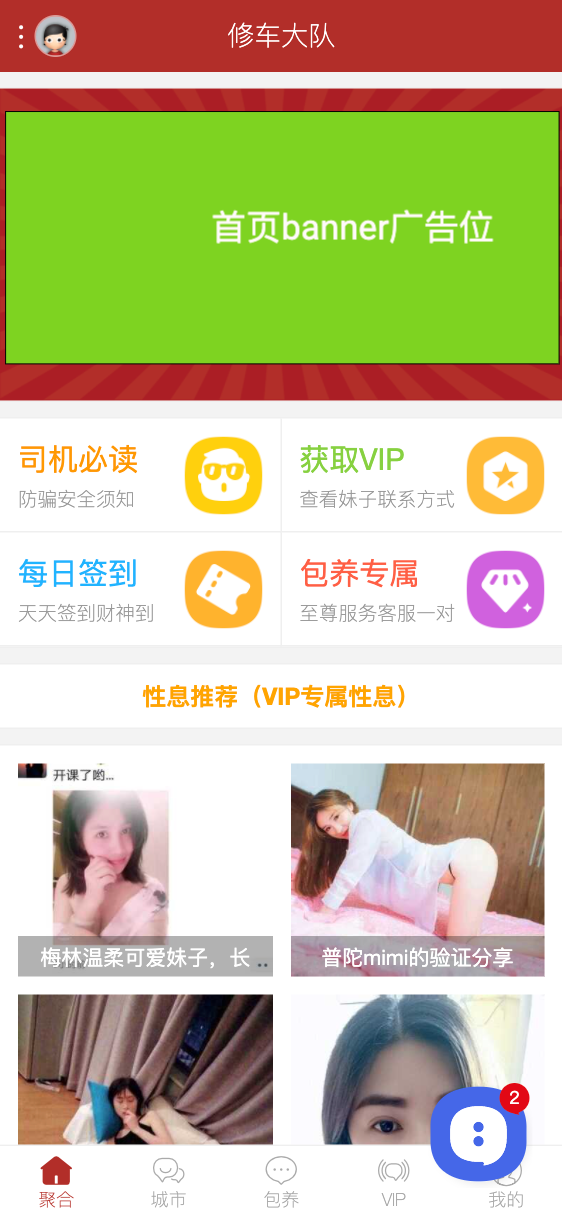 修车大队
首页banner广告位
司机必读
防骗安全须知
获取VIP
查看妹子联系方式
每日签到
天天签到财神到
包养专属
至尊服务客服一对
性息推荐（VIP专属性息）
开课了哟...
梅林温柔可爱妹子，长
普陀mimi的验证分享
2
聚合
城市
包养
VIP
我的